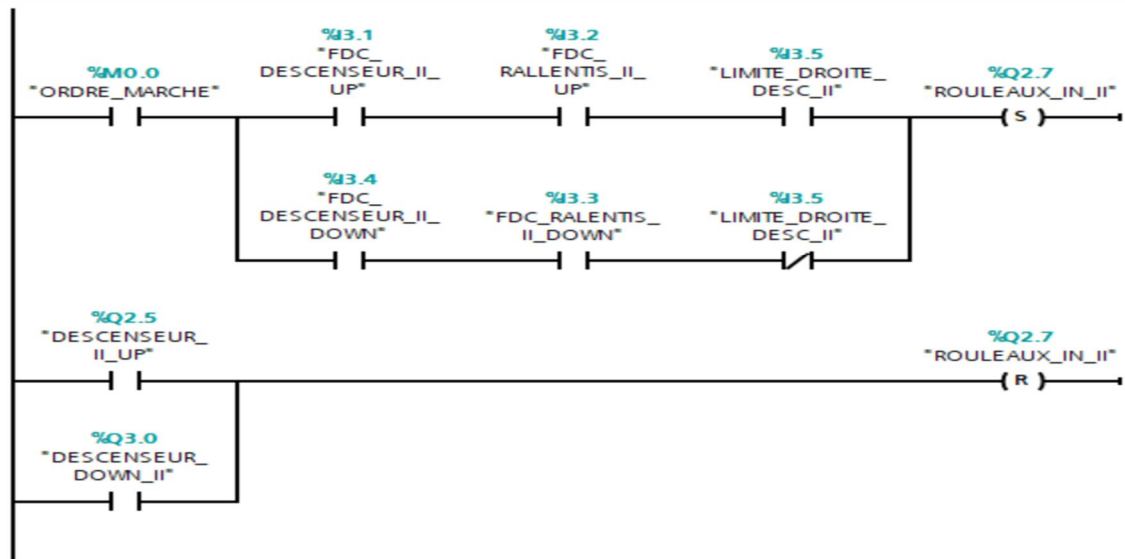 %I3.1
"FDC_
DESCENSEUR_II_
UP"
%I3.2
"FDC_
RALLENTIS_II_
UP"
%I3.5
"LIMITE_DROITE_
DESC_II"
%M0.0
"ORDRE_MARCHE"
%Q2.7
"ROULEAUX_IN_II"
S
%I3.4
"FDC_
DESCENSEUR_II_
DOWN"
%I3.3
"FDC_RALENTIS_
II_DOWN"
%I3.5
"LIMITE_DROITE_
DESC_II"
%Q2.5
"DESCENSEUR_
II_UP"
%Q2.7
"ROULEAUX_IN_II"
R
%Q3.0
"DESCENSEUR_
DOWN_II"